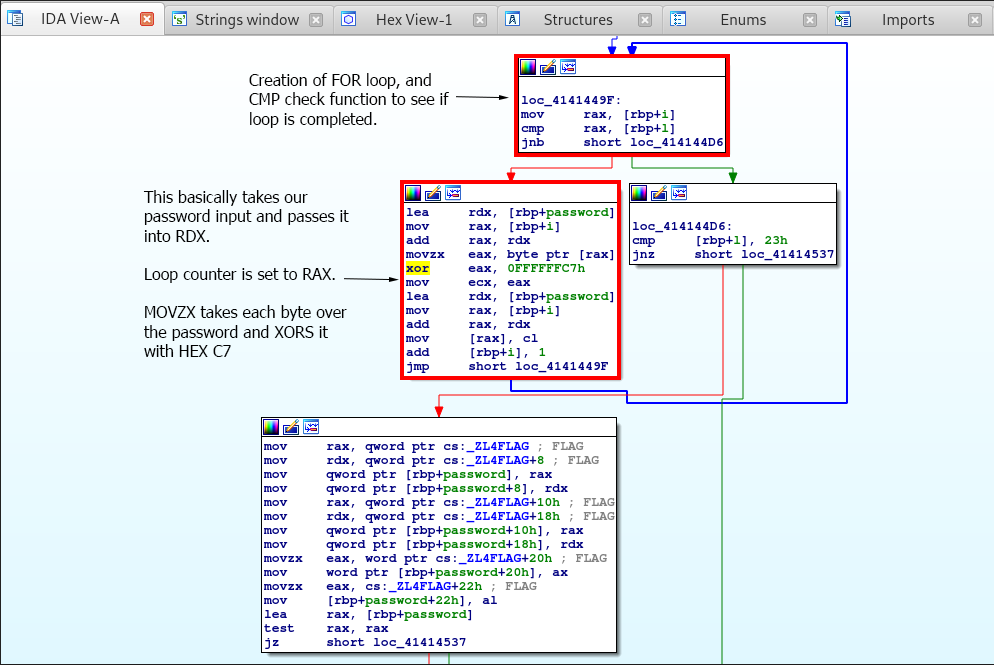 IDA View-A
Strings window
Hex View-1
Structures
Enums
Imports
Creation of FOR loop, and
CMP check function to see if
loop is completed.
loc_4141449F:
mov rax, [rbp+i]
cmp rax, [rbp+l]
jnb short loc_414144D6
This basically takes our
password input and passes it
into RDX.
Loop counter is set to RAX.
MOVZX takes each byte over
the password and XORS it
with HEX C7
lea rdx, [rbp+password]
mov rax, [rbp+i]
add rax, rdx
movzx eax, byte ptr [rax]
xor eax, 0FFFFFFC7h
mov ecx, eax
lea rdx, [rbp+password]
mov rax, [rbp+i]
add rax, rdx
mov [rax], cl
add [rbp+i], 1
jmp short loc_4141449F
loc_414144D6:
cmp [rbp+l], 23h
jnz short loc_41414537
mov rax, qword ptr cs:_ZL4FLAG ; FLAG
mov rdx, qword ptr cs:_ZL4FLAG+8 ; FLAG
mov qword ptr [rbp+password], rax
mov qword ptr [rbp+password+8], rdx
mov rax, qword ptr cs:_ZL4FLAG+10h ; FLAG
mov rdx, qword ptr cs:_ZL4FLAG+18h ; FLAG
mov qword ptr [rbp+password+10h], rax
mov qword ptr [rbp+password+18h], rdx
movzx eax, word ptr cs:_ZL4FLAG+20h ; FLAG
mov word ptr [rbp+password+20h], ax
movzx eax, cs:_ZL4FLAG+22h ; FLAG
mov [rbp+password+22h], al
lea rax, [rbp+password]
test rax, rax
jz short loc_41414537